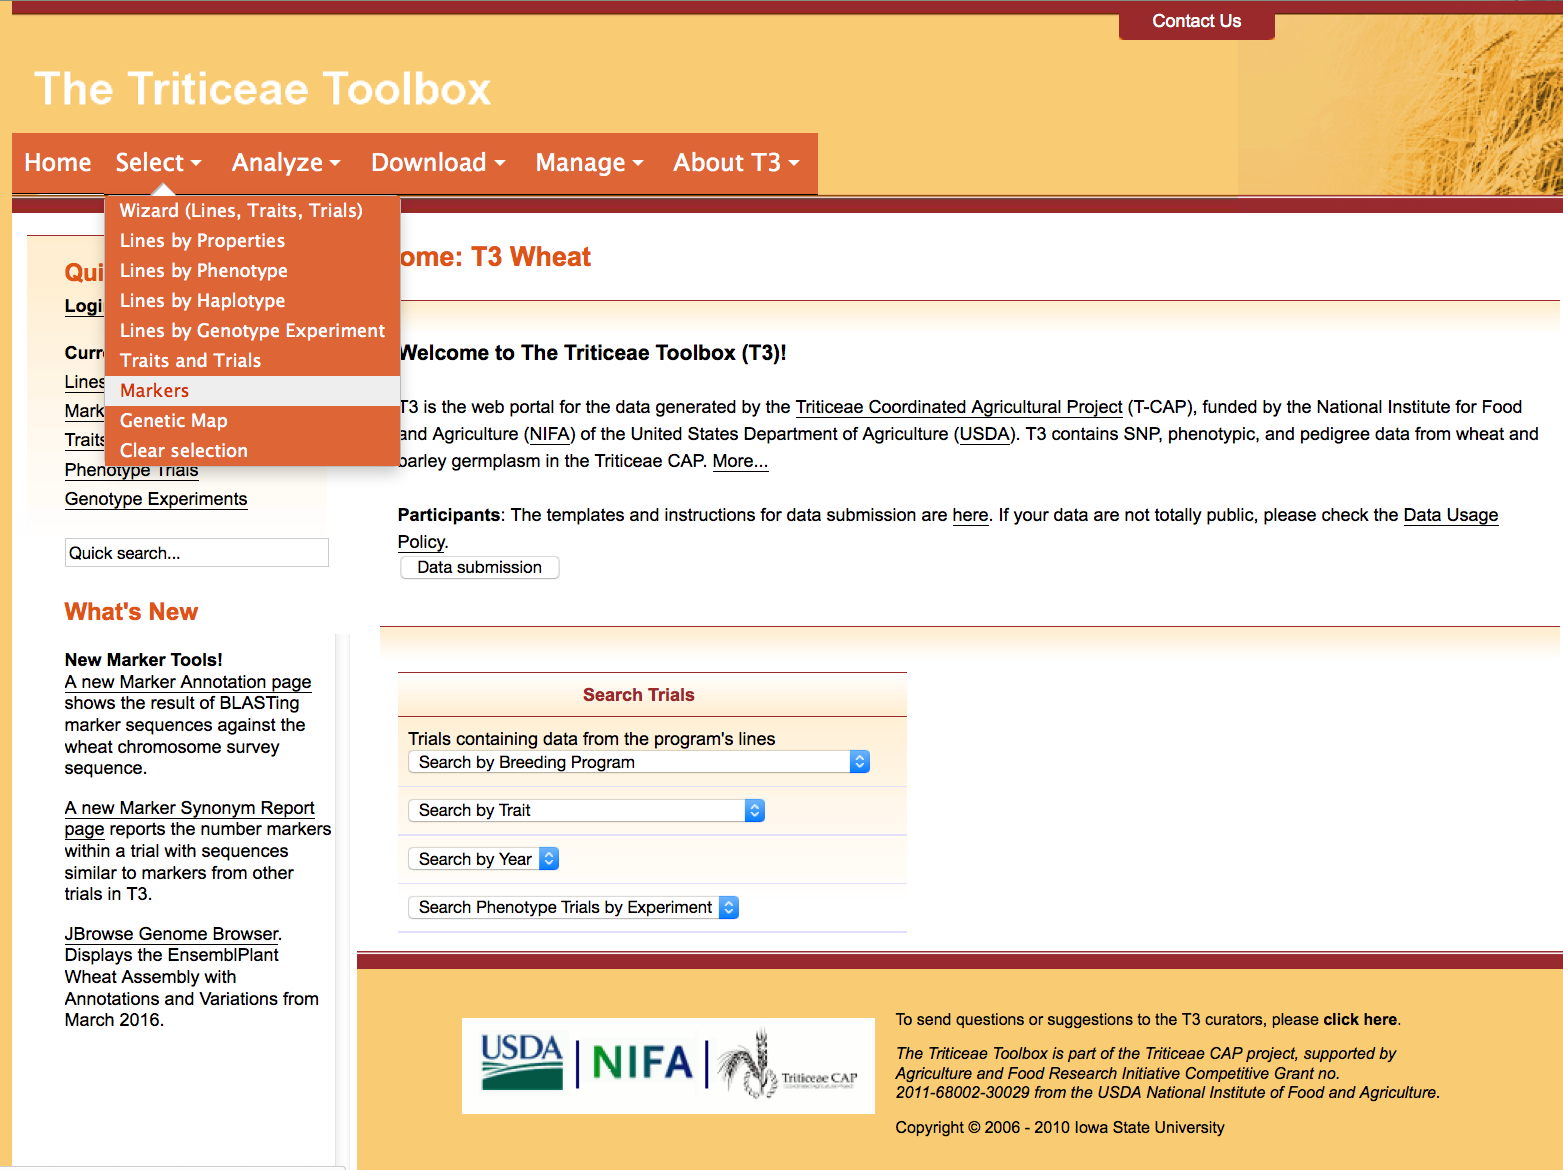 Contact Us
The Triticeae Toolbox
Home Select Analyze Download Manage About T3
Wizard (Lines, Traits, Trials)
Lines by Properties
Lines by Phenotype
Lines by Haplotype
Lines by Genotype Experiment
Traits and Trials
Markers
Genetic Map
Clear selection
Qui
Logi
Curr
Lines
Mark
Traits
Phenotype Trials
Genotype Experiments
Quick search...
What's New
New Marker Tools!
A new Marker Annotation page
shows the result of BLASTing
marker sequences against the
wheat chromosome survey
sequence.
A new Marker Synonym Report
page reports the number markers
within a trial with sequences
similar to markers from other
trials in T3.
JBrowse Genome Browser.
Displays the EnsemblPlant
Wheat Assembly with
Annotations and Variations from
March 2016.
ome: T3 Wheat
Welcome to The Triticeae Toolbox (T3)!
T3 is the web portal for the data generated by the Triticeae Coordinated Agricultural Project (T-CAP), funded by the National Institute for Food
and Agriculture (NIFA) of the United States Department of Agriculture (USDA). T3 contains SNP, phenotypic, and pedigree data from wheat and
barley germplasm in the Triticeae CAP. More...
Participants: The templates and instructions for data submission are here. If your data are not totally public, please check the Data Usage
Policy.
Data submission
Search Trials
Trials containing data from the program's lines
Search by Breeding Program
Search by Trait
Search by Year
Search Phenotype Trials by Experiment
USDA NIFA Triticeae CAP
To send questions or suggestions to the T3 curators, please click here.
The Triticeae Toolbox is part of the Triticeae CAP project, supported by
Agriculture and Food Research Initiative Competitive Grant no.
2011-68002-30029 from the USDA National Institute of Food and Agriculture.
Copyright © 2006 - 2010 Iowa State University